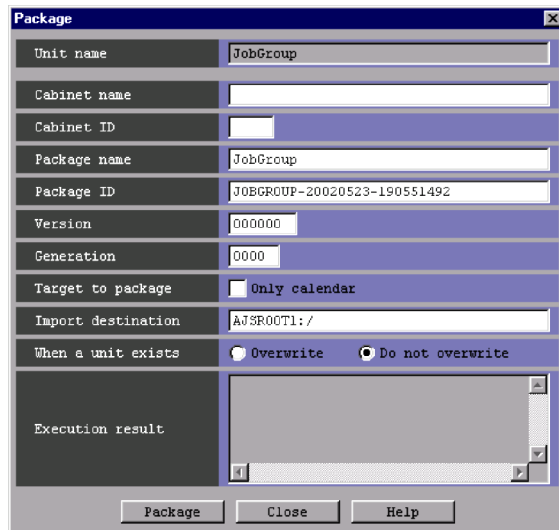 Package
Unit name JobGroup
Cabinet name
Cabinet ID
Package name JobGroup
Package ID JOBGROUP-20020523-190551492
Version 000000
Generation 0000
Target to package Only calendar
Import destination AJSROOT1:/
When a unit exists Overwrite Do not overwrite
Execution result
Package Close Help